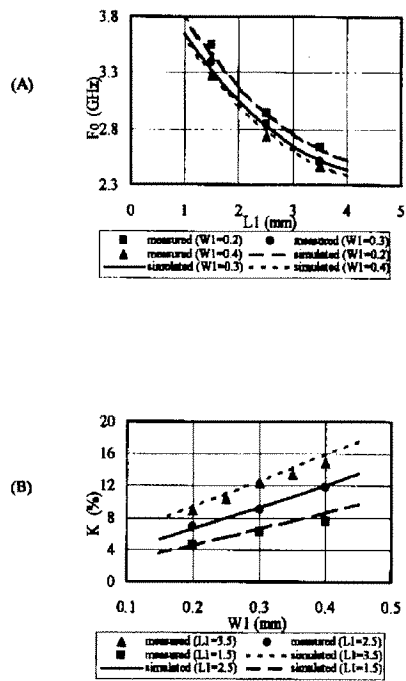 (A)
Fo (GHz)
3.8
3.3
2.8
2.3
0 1 2 3 4 5
L1 (mm)
measured (W1=0.2) measured (W1=0.3)
measured (W1=0.4) simulated (W1=0.2)
simulated (W1=0.3) simulated (W1=0.4)
(B)
K (%)
20
16
12
8
4
0
0.1 0.2 0.3 0.4 0.5
W1 (mm)
measured (L1=3.5) measured (L1=2.5)
measured (L1=1.5) simulated (L1=3.5)
simulated (L1=2.5) simulated (L1=1.5)